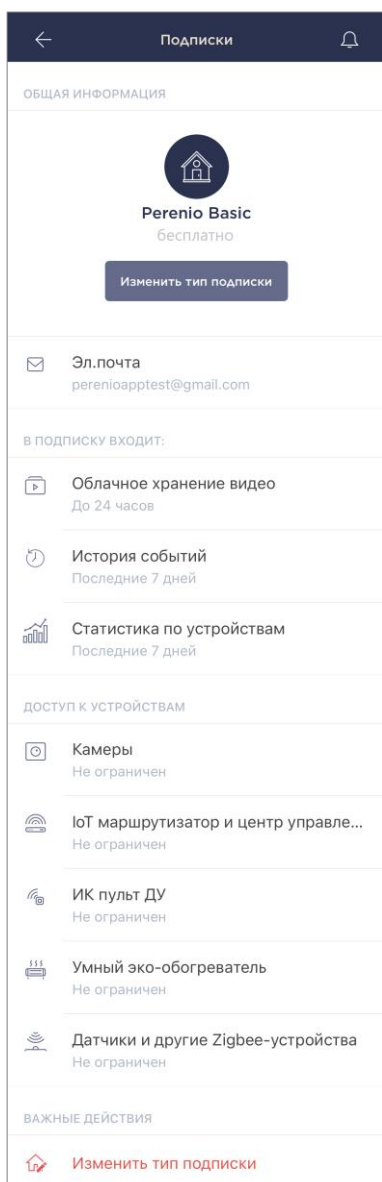 Подписки
ОБЩАЯ ИНФОРМАЦИЯ
Perenio Basic
бесплатно
Изменить тип подписки
Эл.почта
perenioapptest@gmail.com
В ПОДПИСКУ ВХОДИТ:
Облачное хранение видео
До 24 часов
История событий
Последние 7 дней
Статистика по устройствам
Последние 7 дней
ДОСТУП К УСТРОЙСТВАМ
Камеры
Не ограничен
IoT маршрутизатор и центр управле...
Не ограничен
ИК пульт ДУ
Не ограничен
Умный эко-обогреватель
Не ограничен
Датчики и другие Zigbee-устройства
Не ограничен
ВАЖНЫЕ ДЕЙСТВИЯ
Изменить тип подписки